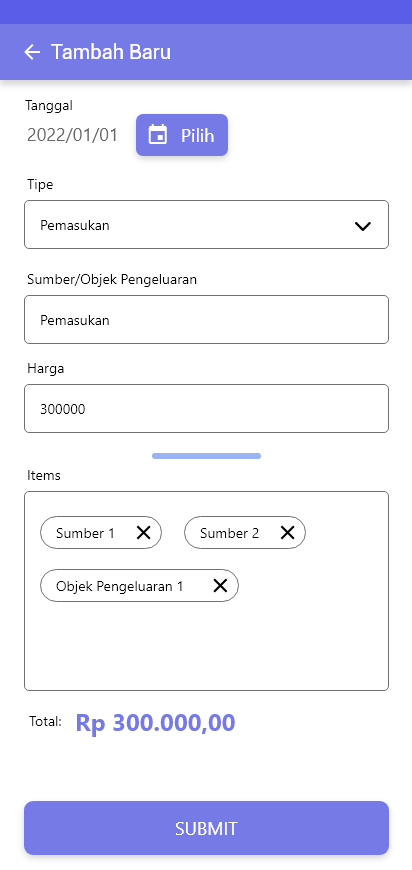 Tambah Baru
Tanggal
2022/01/01 Pilih
Tipe
Pemasukan
Sumber/Objek Pengeluaran
Pemasukan
Harga
300000
Items
Sumber 1 Sumber 2
Objek Pengeluaran 1
Total: Rp 300.000,00
SUBMIT